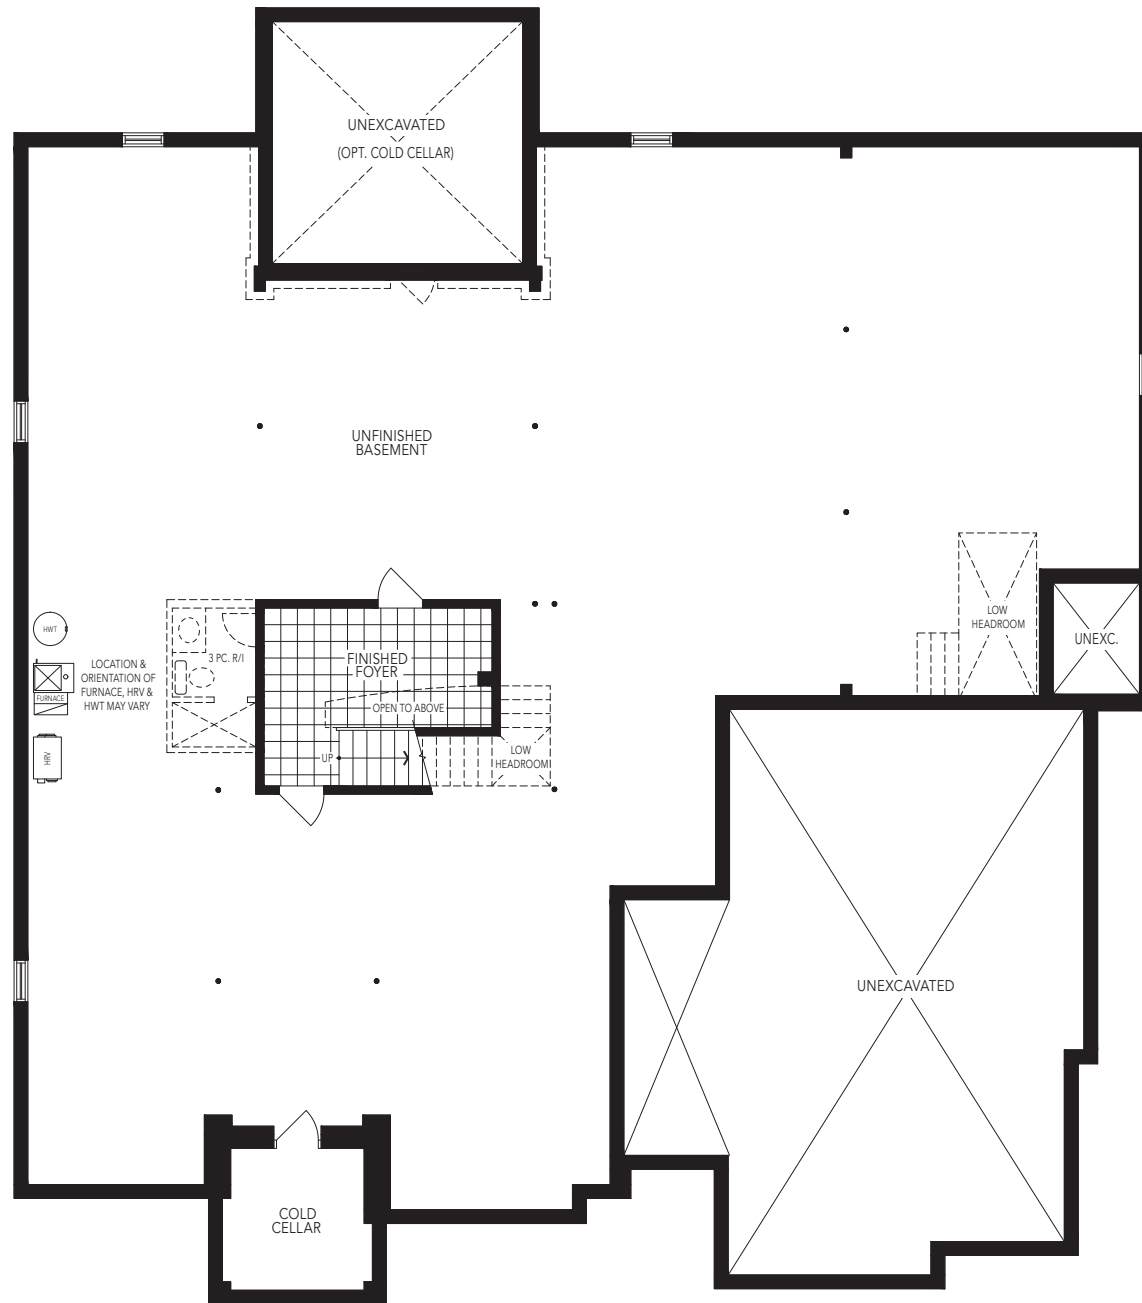 UNEXCAVATED
(OPT. COLD CELLAR)
UNFINISHED
BASEMENT
LOW
HEADROOM
UNEXC.
HWT
3 PC. R/I
FINISHED
FOYER
LOCATION &
ORIENTATION OF
FURNACE, HRV &
HWT MAY VARY
FURNACE
OPEN TO ABOVE
HRV
UP
LOW
HEADROOM
UNEXCAVATED
COLD
CELLAR